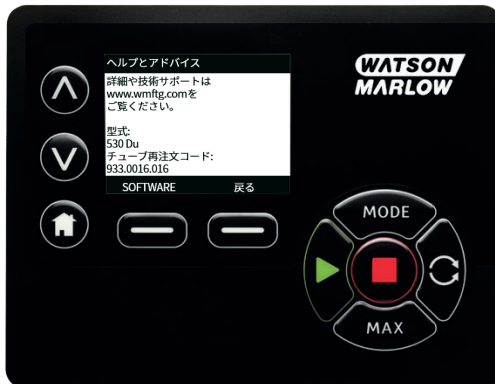 ヘルプとアドバイス
詳細や技術サポートは
www.wmftg.comを
ご覧ください。
型式:
530 Du
チューブ再注文コード:
933.0016.016
SOFTWARE 戻る
WATSON
MARLOW
MODE
MAX